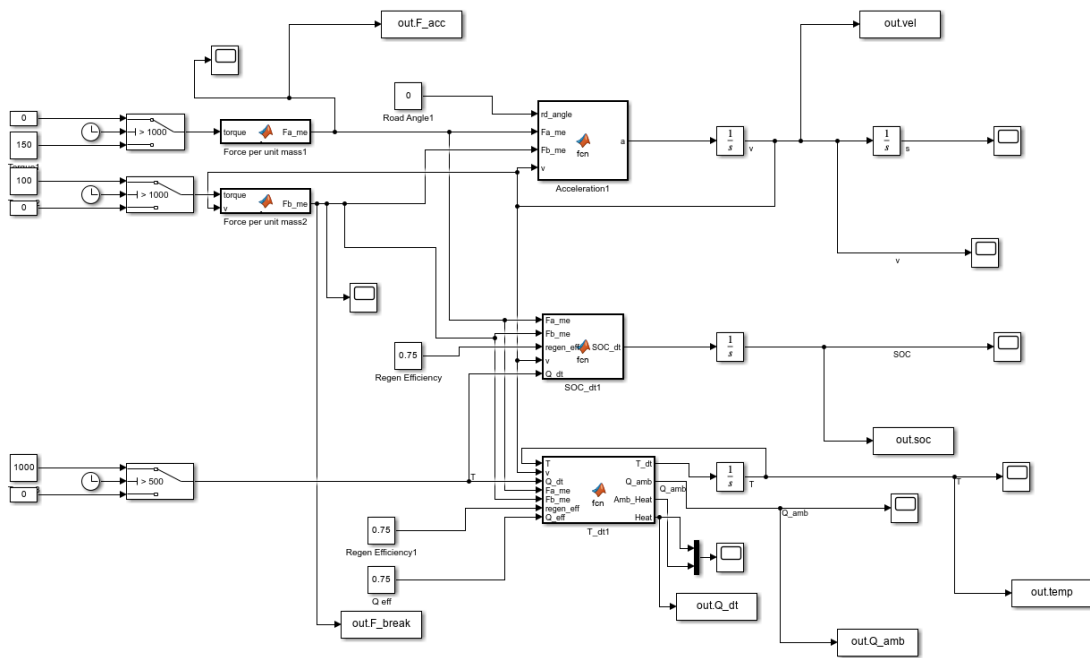 out.F_acc
out.vel
0
Road Angle1
0
150
> 1000
torque
Fa_me
Force per unit mass1
rd_angle
Fa_me
Fb_me
v
fcn
a
Acceleration1
1
s
v
1
s
s
100
0
> 1000
torque
v
Fb_me
Force per unit mass2
v
0.75
Regen Efficiency
Fa_me
Fb_me
regen_eff
v
Q_dt
fcn
SOC_dt
SOC_dt1
1
s
SOC
out.soc
1000
0
> 500
T
T
v
Q_dt
Fa_me
Fb_me
regen_eff
Q_eff
fcn
T_dt
Q_amb
Amb_Heat
Heat
T_dt1
1
s
T
T
Q_amb
Q_amb
0.75
Regen Efficiency1
0.75
Q eff
out.Q_dt
out.temp
out.F_break
out.Q_amb